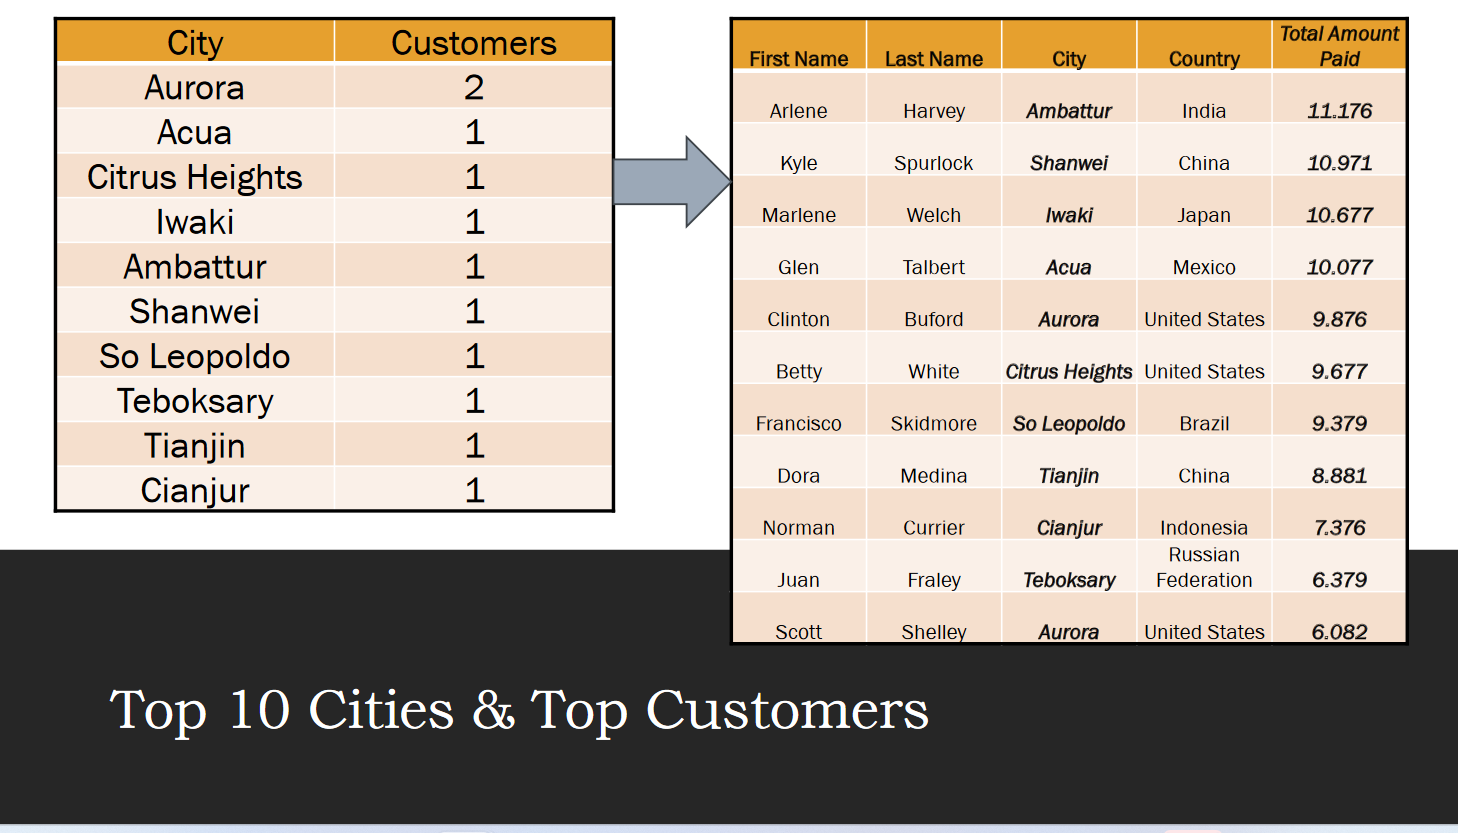 City Customers
Aurora 2
Acua 1
Citrus Heights 1
Iwaki 1
Ambattur 1
Shanwei 1
So Leopoldo 1
Teboksary 1
Tianjin 1
Cianjur 1
First Name Last Name City Country Total Amount Paid
Arlene Harvey Ambattur India 11.176
Kyle Spurlock Shanwei China 10.971
Marlene Welch Iwaki Japan 10.677
Glen Talbert Acua Mexico 10.077
Clinton Buford Aurora United States 9.876
Betty White Citrus Heights United States 9.677
Francisco Skidmore So Leopoldo Brazil 9.379
Dora Medina Tianjin China 8.881
Norman Currier Cianjur Indonesia 7.376
Juan Fraley Teboksary Russian Federation 6.379
Scott Shelley Aurora United States 6.082
Top 10 Cities & Top Customers